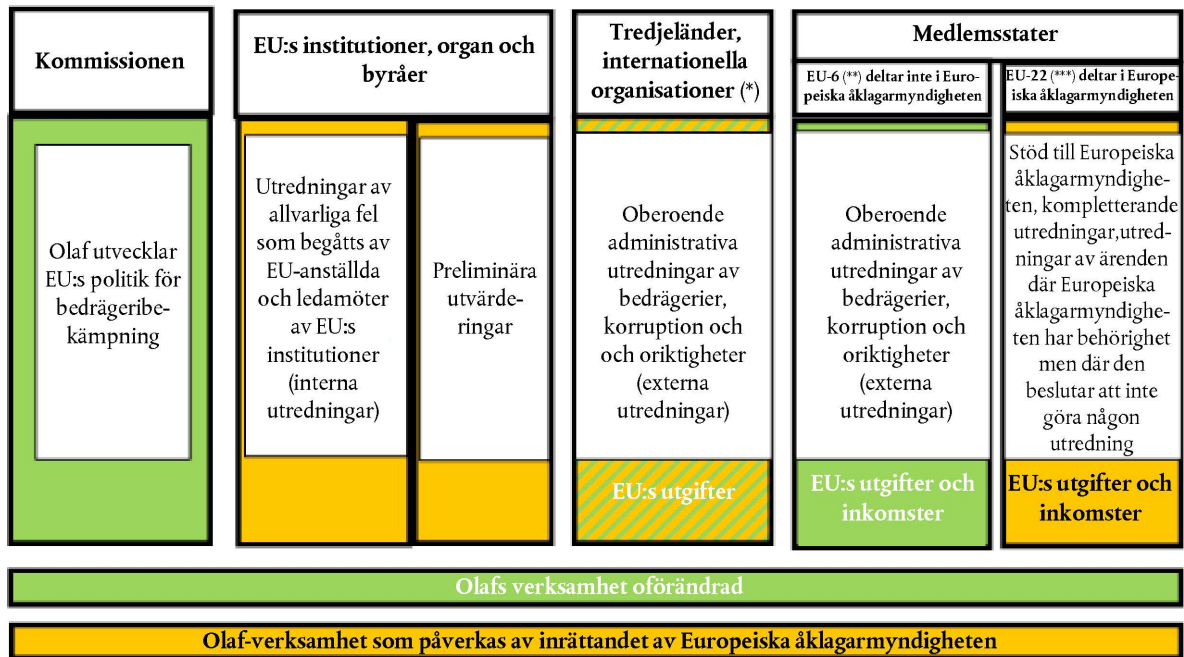 Kommissionen
EU:s institutioner, organ och
byråer
Tredjeländer,
internationella
organisationer (*)
Medlemsstater
EU-6 (**) deltar inte i Euro-
peiska åklagarmyndigheten
EU-22 (***) deltar i Europe-
iska åklagarmyndigheten
Olaf utvecklar
EU:s politik för
bedrägeribe-
kämpning
Utredningar av
allvarliga fel
som begåtts av
EU-anställda
och ledamöter
av EU:s
institutioner
(interna
utredningar)
Preliminära
utvärde-
ringar
Oberoende
administrativa
utredningar av
bedrägerier,
korruption och
och oriktigheter
(externa
utredningar)
EU:s utgifter
Oberoende
administrativa
utredningar av
bedrägerier,
korruption och
oriktigheter
(externa
utredningar)
EU:s utgifter och
inkomster
Stöd till Europeiska
åklagarmyndighe-
ten, kompletterande
utredningar,utred-
ningar av ärenden
där Europeiska
åklagarmyndighe-
ten har behörighet
men där den
beslutar att inte
göra någon
utredning
EU:s utgifter och
inkomster
Olafs verksamhet oförändrad
Olaf-verksamhet som påverkas av inrättandet av Europeiska åklagarmyndigheten